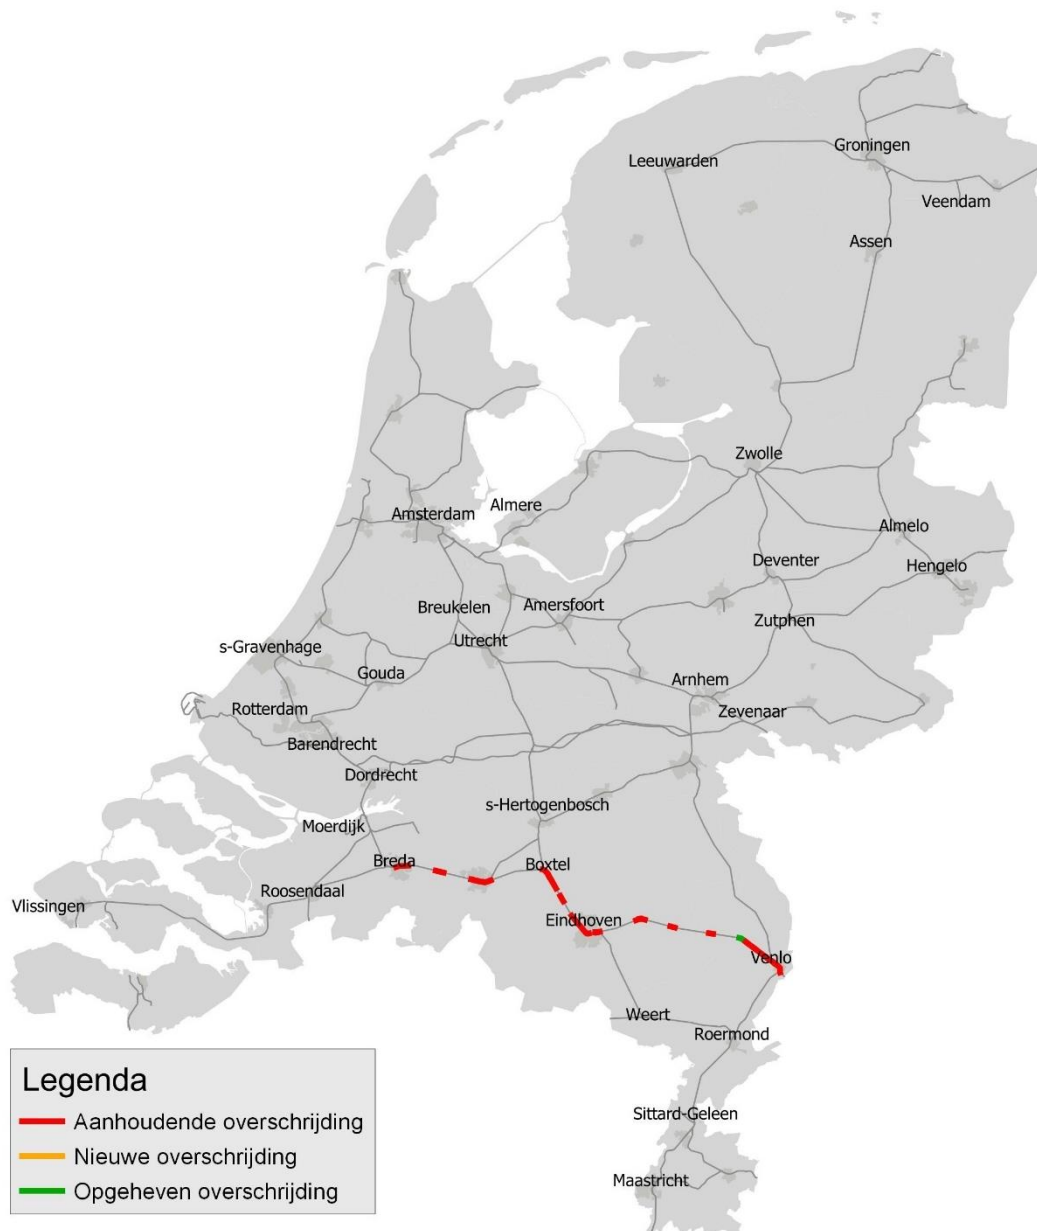 Groningen
Leeuwarden
Veendam
Assen
Zwolle
Almere
Amsterdam
Almelo
Deventer
Hengelo
Breukelen
Amersfoort
Zutphen
Utrecht
s-Gravenhage
Gouda
Arnhem
Rotterdam
Zevenaar
Barendrecht
Dordrecht
s-Hertogenbosch
Moerdijk
Breda
Boxtel
Roosendaal
Vlissingen
Eindhoven
Venlo
Weert
Roermond
Sittard-Geleen
Maastricht
Legenda
Aanhoudende overschrijding
Nieuwe overschrijding
Opgeheven overschrijding